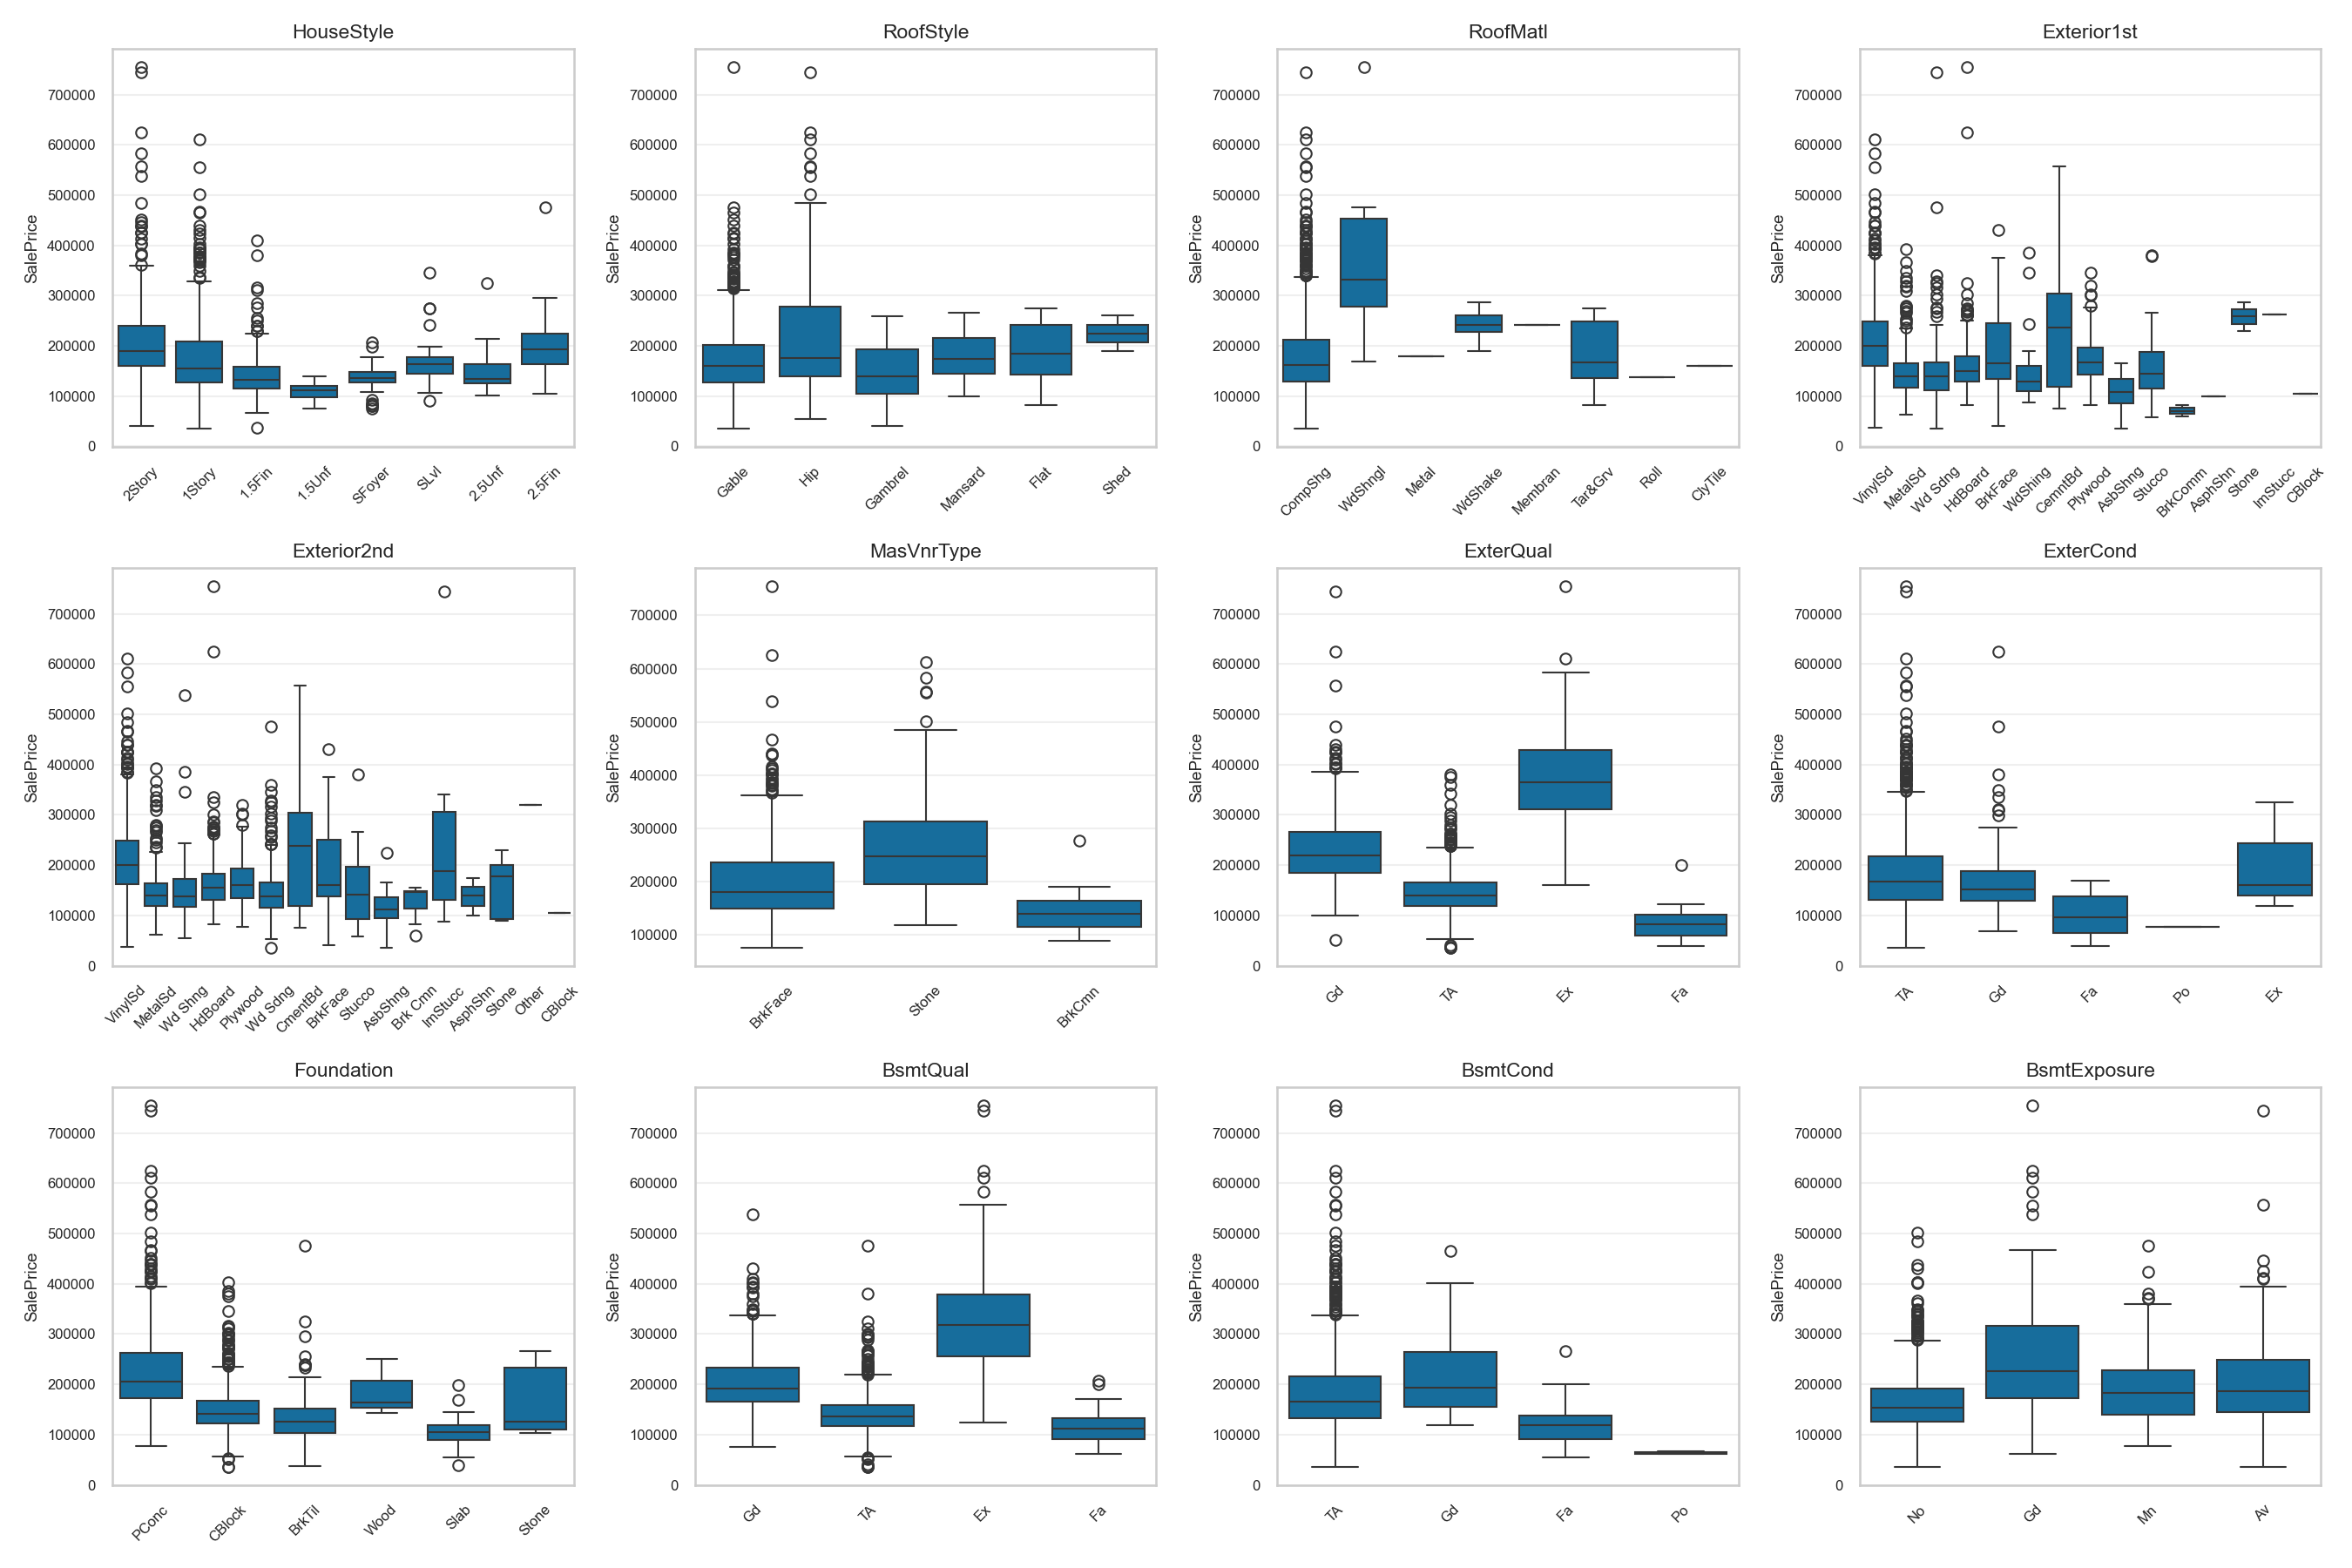 HouseStyle
SalePrice
700000
600000
500000
400000
300000
200000
100000
0
2Story
1Story
1.5Fin
1.5Unf
SFoyer
SLvl
2.5Unf
2.5Fin
RoofStyle
SalePrice
700000
600000
500000
400000
300000
200000
100000
0
Gable
Hip
Gambrel
Mansard
Flat
Shed
RoofMatl
SalePrice
700000
600000
500000
400000
300000
200000
100000
0
CompShg
WdShngl
Metal
WdShake
Membran
Tar&Grv
Roll
ClyTile
Exterior1st
SalePrice
700000
600000
500000
400000
300000
200000
100000
0
VinylSd
MetalSd
Wd Sdng
HdBoard
BrkFace
WdShing
CemntBd
Plywood
AsbShng
Stucco
BrkComm
AsphShn
Stone
ImStucc
CBlock
Exterior2nd
SalePrice
700000
600000
500000
400000
300000
200000
100000
0
VinylSd
MetalSd
Wd Shng
HdBoard
Plywood
Wd Sdng
CmentBd
BrkFace
Stucco
AsbShng
Brk Cmn
ImStucc
AsphShn
Stone
Other
CBlock
MasVnrType
SalePrice
700000
600000
500000
400000
300000
200000
100000
BrkFace
Stone
BrkCmn
ExterQual
SalePrice
700000
600000
500000
400000
300000
200000
100000
0
Gd
TA
Ex
Fa
ExterCond
SalePrice
700000
600000
500000
400000
300000
200000
100000
0
TA
Gd
Fa
Po
Ex
Foundation
SalePrice
700000
600000
500000
400000
300000
200000
100000
0
PConc
CBlock
BrkTil
Wood
Slab
Stone
BsmtQual
SalePrice
700000
600000
500000
400000
300000
200000
100000
0
Gd
TA
Ex
Fa
BsmtCond
SalePrice
700000
600000
500000
400000
300000
200000
100000
0
TA
Gd
Fa
Po
BsmtExposure
SalePrice
700000
600000
500000
400000
300000
200000
100000
0
No
Gd
Mn
Av